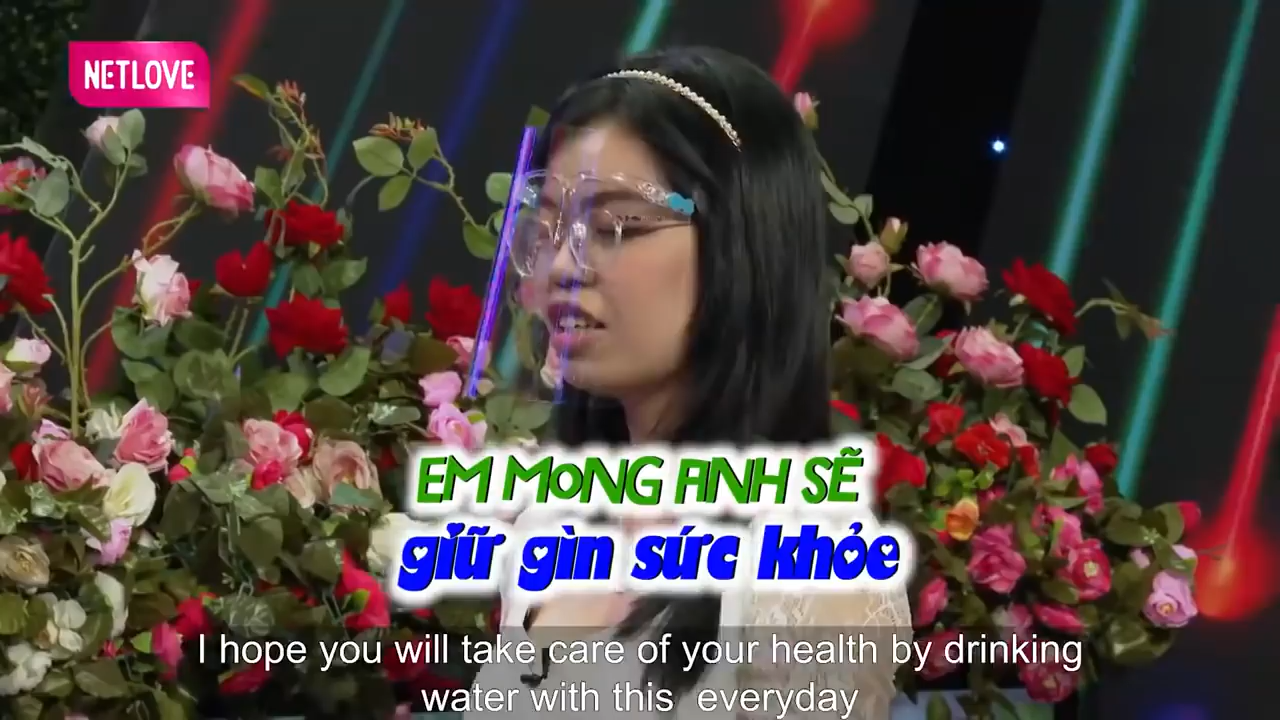 NETLOVE
EM MONG ANH SẼ
giữ gìn sức khỏe
I hope you will take care of your health by drinking
water with this everyday